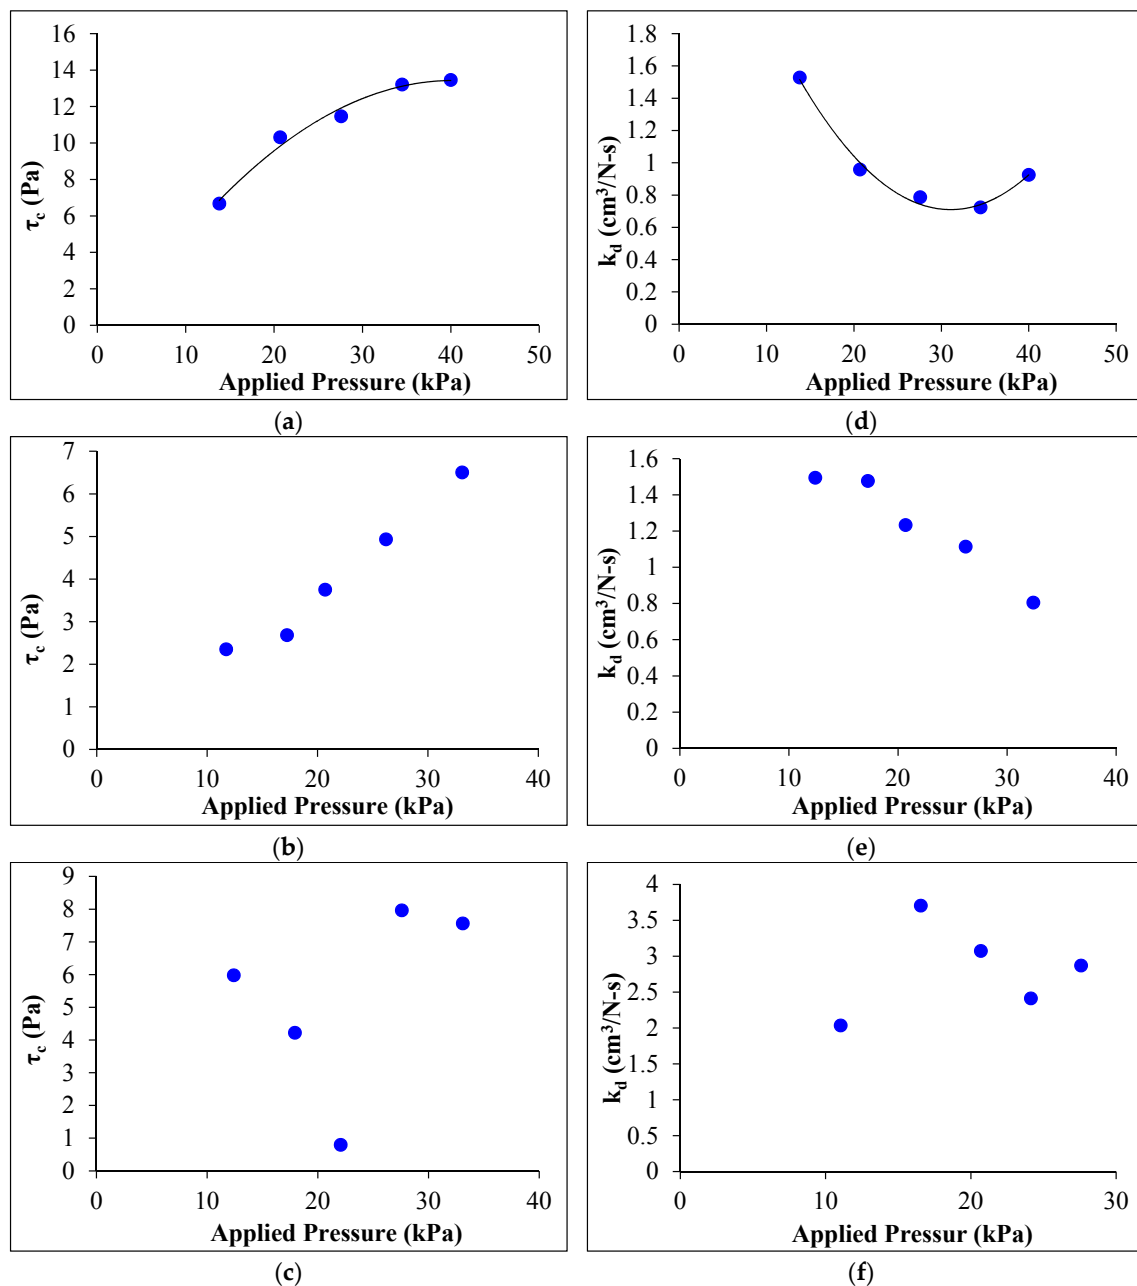 16
14
12
10
8
6
4
2
0
0 10 20 30 40 50
τc (Pa)
Applied Pressure (kPa)
(a)
1.8
1.6
1.4
1.2
1
0.8
0.6
0.4
0.2
0
0 10 20 30 40 50
kd (cm³/N-s)
Applied Pressure (kPa)
(d)
7
6
5
4
3
2
1
0
0 10 20 30 40
τc (Pa)
Applied Pressure (kPa)
(b)
1.6
1.4
1.2
1
0.8
0.6
0.4
0.2
0
0 10 20 30 40
kd (cm³/N-s)
Applied Pressur (kPa)
(e)
9
8
7
6
5
4
3
2
1
0
0 10 20 30 40
τc (Pa)
Applied Pressure (kPa)
(c)
4
3.5
3
2.5
2
1.5
1
0.5
0
0 10 20 30
kd (cm³/N-s)
Applied Pressur (kPa)
(f)